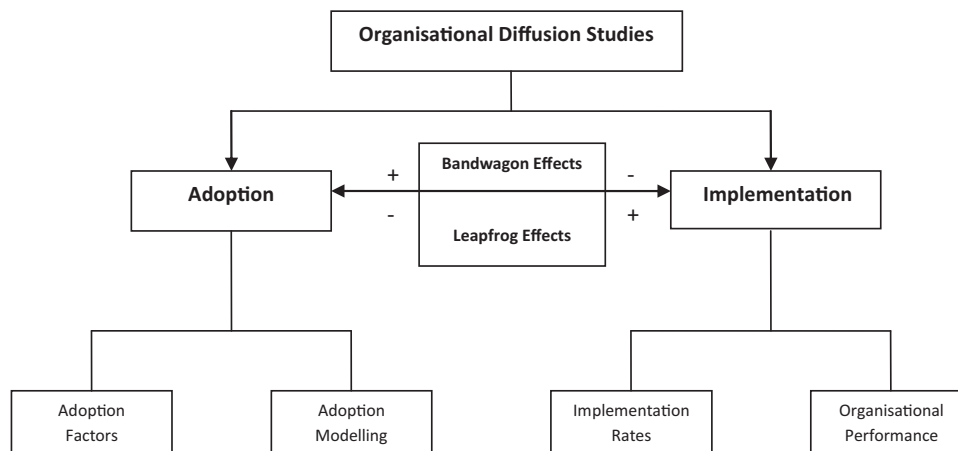 Organisational Diffusion Studies
Bandwagon Effects
+
-
Adoption
Implementation
-
+
Leapfrog Effects
Adoption
Factors
Adoption
Modelling
Implementation
Rates
Organisational
Performance